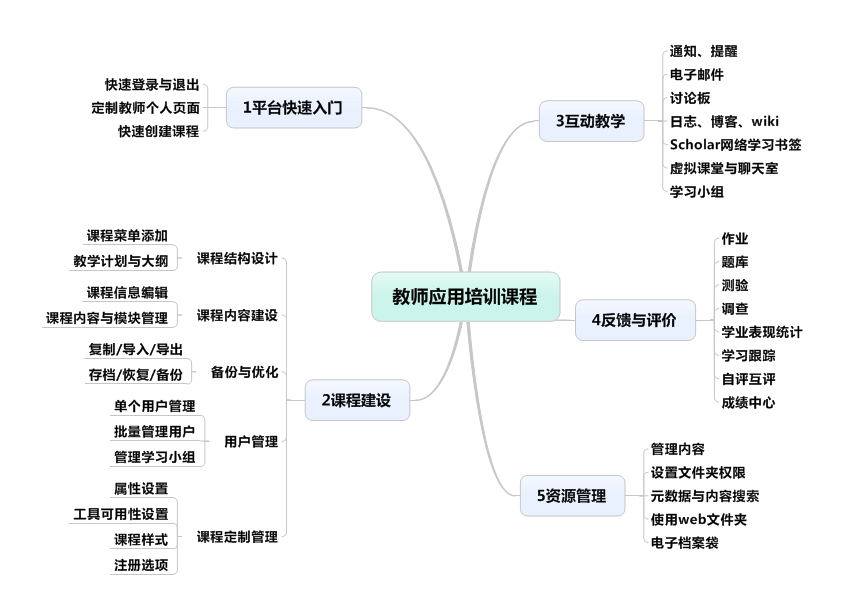 教师应用培训课程
1平台快速入门
快速登录与退出
定制教师个人页面
快速创建课程
2课程建设
课程结构设计
课程菜单添加
教学计划与大纲
课程内容建设
课程信息编辑
课程内容与模块管理
备份与优化
复制/导入/导出
存档/恢复/备份
用户管理
单个用户管理
批量管理用户
管理学习小组
课程定制管理
属性设置
工具可用性设置
课程样式
注册选项
3互动教学
通知、提醒
电子邮件
讨论板
日志、博客、wiki
Scholar网络学习书签
虚拟课堂与聊天室
学习小组
4反馈与评价
作业
题库
测验
调查
学业表现统计
学习跟踪
自评互评
成绩中心
5资源管理
管理内容
设置文件夹权限
元数据与内容搜索
使用web文件夹
电子档案袋